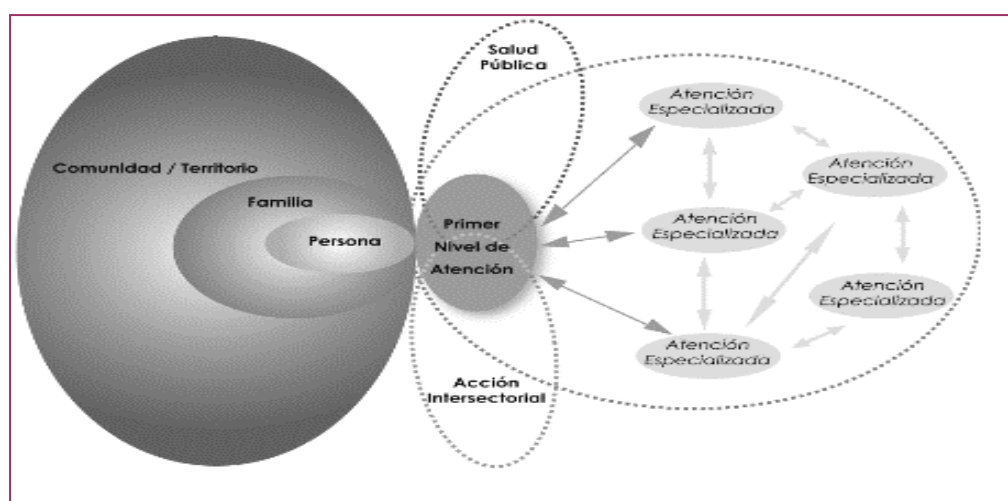 Salud
Pública
Comunidad / Territorio
Familia
Persona
Primer
Nivel de
Atención
Acción
Intersectorial
Atención
Especializada
Atención
Especializada
Atención
Especializada
Atención
Especializada
Atención
Especializada